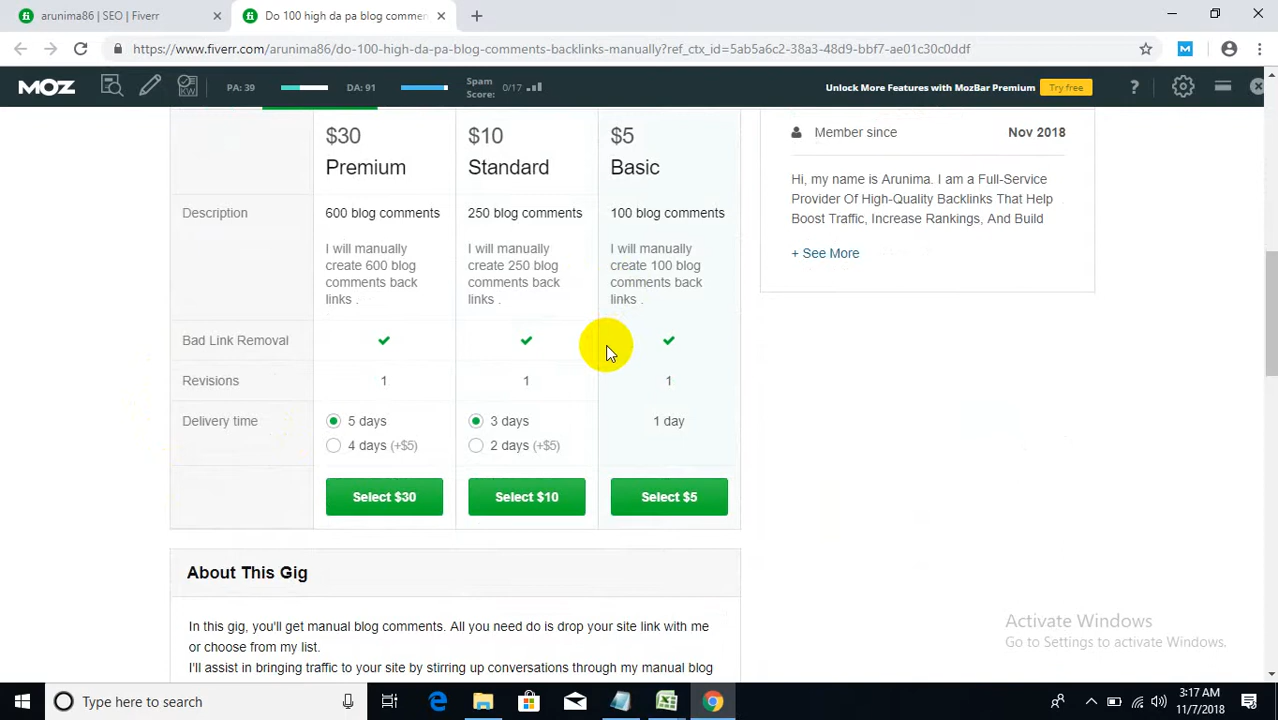 arunima86 | SEO | Fiverr
Do 100 high da pa blog commen
https://www.fiverr.com/arunima86/do-100-high-da-pa-blog-comments-backlinks-manually?ref_ctx_id=5ab5a6c2-38a3-48d9-bbf7-ae01c30c0ddf
M
MOZ
KW
PA: 39
DA: 91
Spam
Score:
0/17
Unlock More Features with MozBar Premium
Try free
?
$30
$10
$5
Premium
Standard
Basic
Description
600 blog comments
250 blog comments
100 blog comments
I will manually
create 600 blog
comments back
links .
I will manually
create 250 blog
comments back
links .
I will manually
create 100 blog
comments back
links .
Bad Link Removal
Revisions
1
1
1
Delivery time
5 days
4 days (+$5)
3 days
2 days (+$5)
1 day
Select $30
Select $10
Select $5
Member since
Nov 2018
Hi, my name is Arunima. I am a Full-Service
Provider Of High-Quality Backlinks That Help
Boost Traffic, Increase Rankings, And Build
+ See More
About This Gig
In this gig, you'll get manual blog comments. All you need do is drop your site link with me
or choose from my list.
I'll assist in bringing traffic to your site by stirring up conversations through my manual blog
Activate Windows
Go to Settings to activate Windows.
Type here to search
3:17 AM
11/7/2018